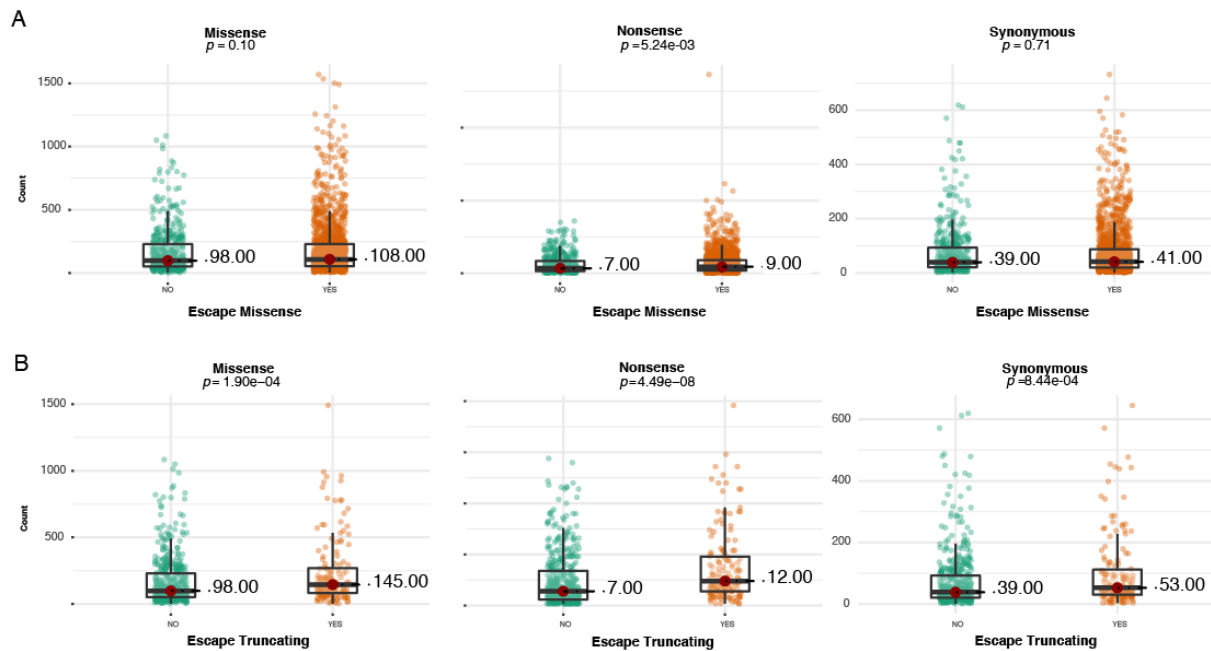 A
Missense
p = 0.10
Nonsense
p =5.24e-03
Synonymous
p = 0.71
1500
1000
500
0
Count
.98.00
.108.00
NO
YES
Escape Missense
.7.00
.9.00
NO
YES
Escape Missense
600
400
200
0
.39.00
.41.00
NO
YES
Escape Missense
B
Missense
p = 1.90e−04
Nonsense
p =4.49e−08
Synonymous
p =8.44e−04
1500
1000
500
0
Count
.98.00
.145.00
NO
YES
Escape Truncating
.7.00
.12.00
NO
YES
Escape Truncating
600
400
200
0
.39.00
.53.00
NO
YES
Escape Truncating